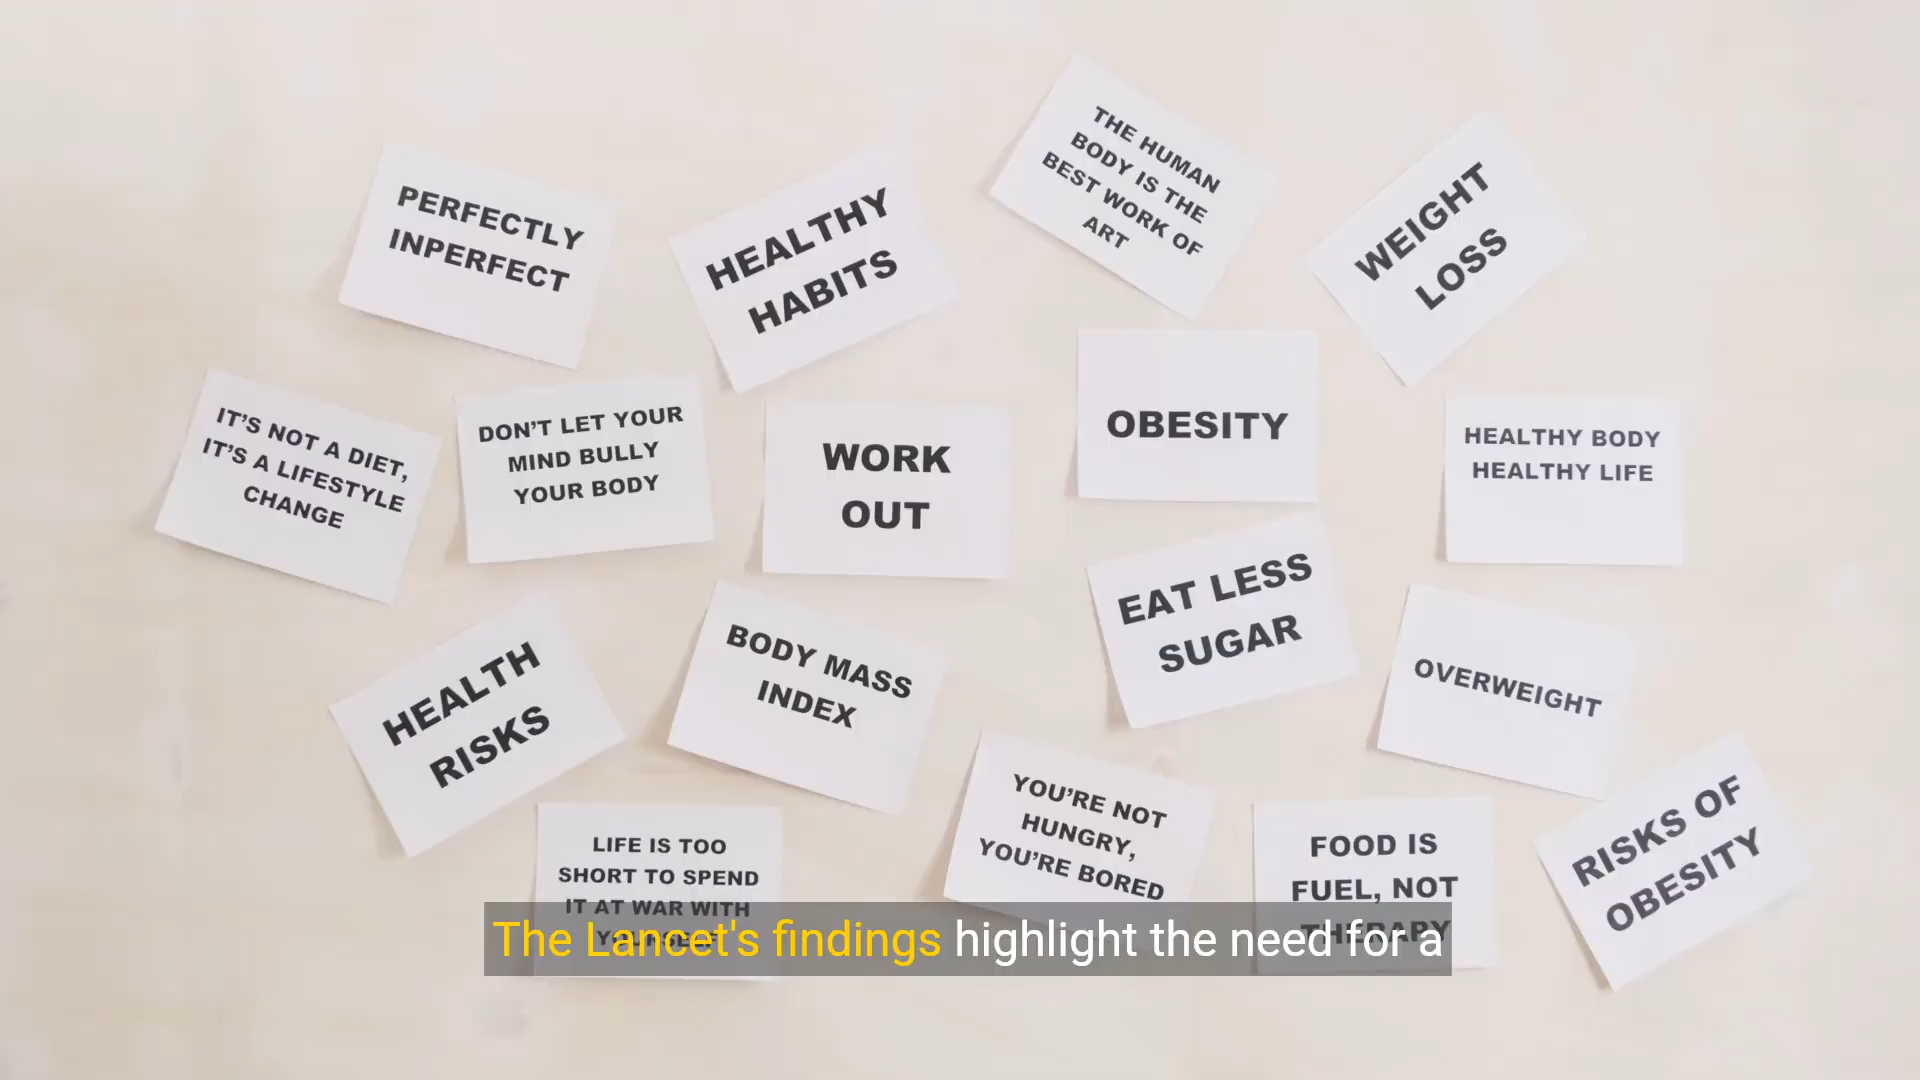 PERFECTLY
INPERFECT
HEALTHY
HABITS
THE HUMAN
BODY IS THE
BEST WORK OF
ART
WEIGHT
LOSS
IT'S NOT A DIET,
IT'S A LIFESTYLE
CHANGE
DON'T LET YOUR
MIND BULLY
YOUR BODY
WORK
OUT
OBESITY
HEALTHY BODY
HEALTHY LIFE
HEALTH
RISKS
BODY MASS
INDEX
EAT LESS
SUGAR
OVERWEIGHT
LIFE IS TOO
SHORT TO SPEND
IT AT WAR WITH
YOURSELF
YOU'RE NOT
HUNGRY,
YOU'RE BORED
FOOD IS
FUEL, NOT
THERAPY
RISKS OF
OBESITY
The Lancet's findings highlight the need for a